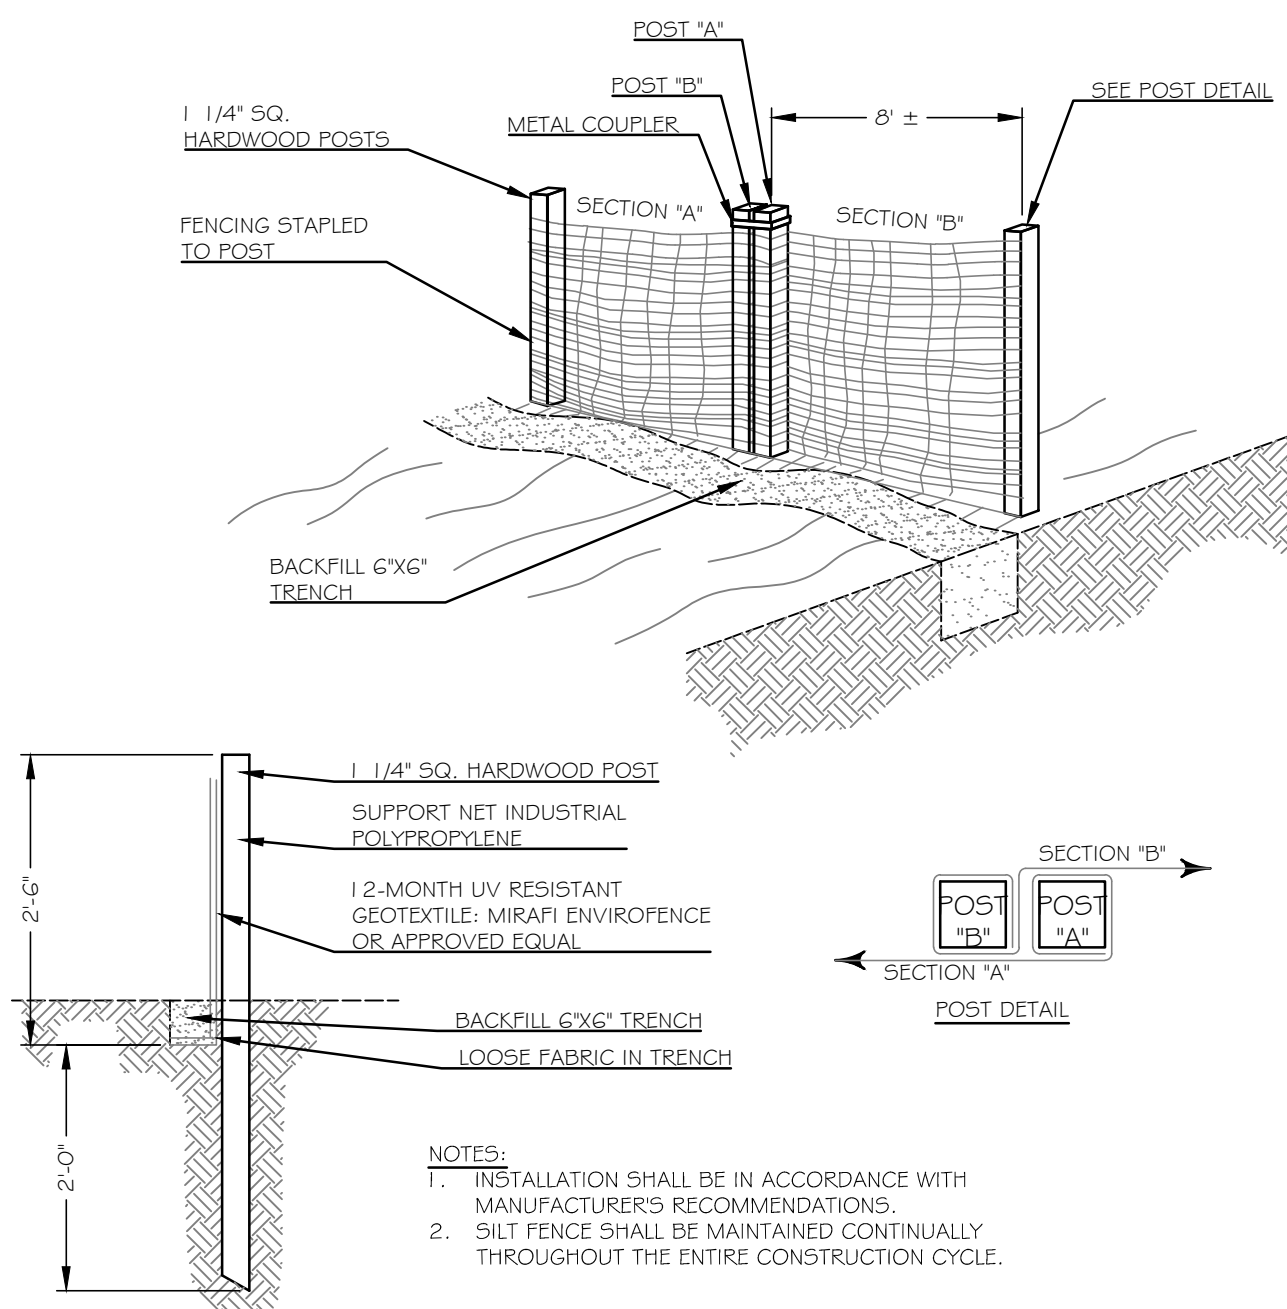 POST "A"
POST "B"
METAL COUPLER
8' ±
SEE POST DETAIL
1 1/4" SQ.
HARDWOOD POSTS
SECTION "A"
SECTION "B"
FENCING STAPLED
TO POST
BACKFILL 6"X6"
TRENCH
1 1/4" SQ. HARDWOOD POST
SUPPORT NET INDUSTRIAL
POLYPROPYLENE
12-MONTH UV RESISTANT
GEOTEXTILE: MIRAFI ENVIROFENCE
OR APPROVED EQUAL
2'-6"
BACKFILL 6"X6" TRENCH
LOOSE FABRIC IN TRENCH
2'-0"
SECTION "B"
POST
"B"
POST
"A"
SECTION "A"
POST DETAIL
NOTES:
1. INSTALLATION SHALL BE IN ACCORDANCE WITH
MANUFACTURER'S RECOMMENDATIONS.
2. SILT FENCE SHALL BE MAINTAINED CONTINUALLY
THROUGHOUT THE ENTIRE CONSTRUCTION CYCLE.